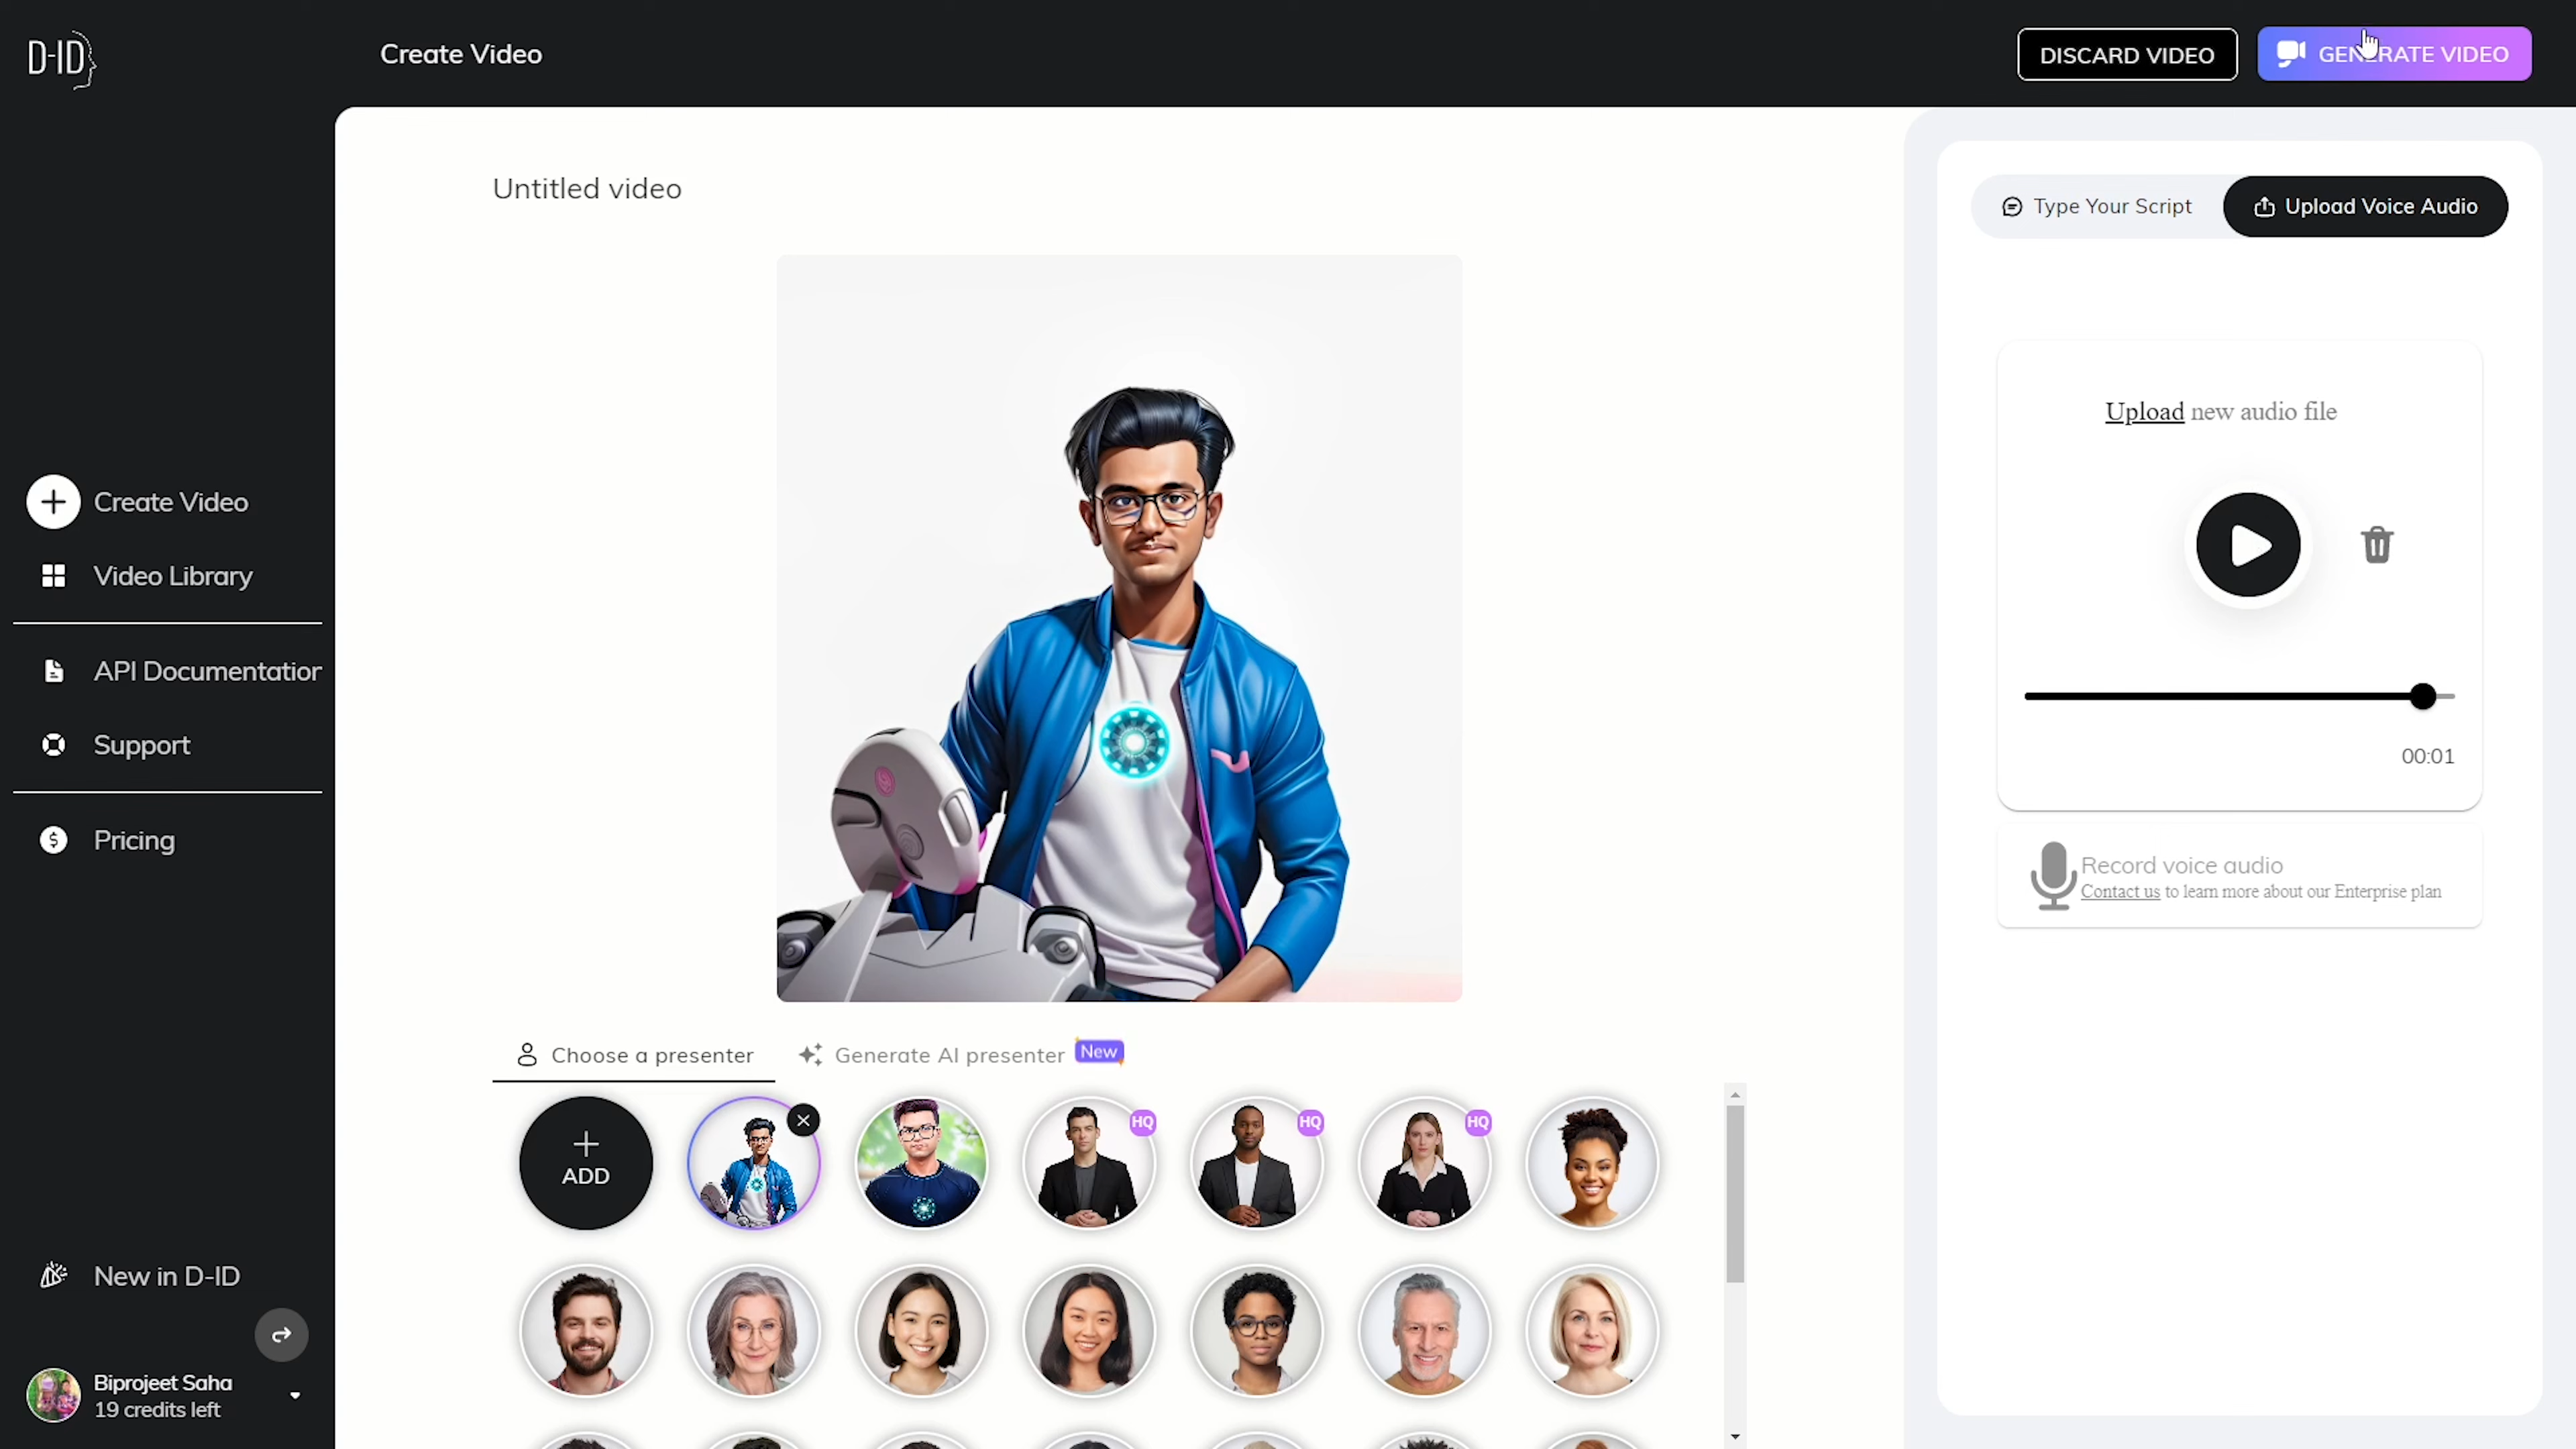 D-ID
Create Video
DISCARD VIDEO
GENERATE VIDEO
Untitled video
Type Your Script
Upload Voice Audio
Upload new audio file
00:01
Record voice audio
Contact us to learn more about our Enterprise plan
Create Video
Video Library
API Documentation
Support
$
Pricing
Choose a presenter
Generate AI presenter
New
ADD
HQ
HQ
HQ
New in D-ID
Biprojeet Saha
19 credits left